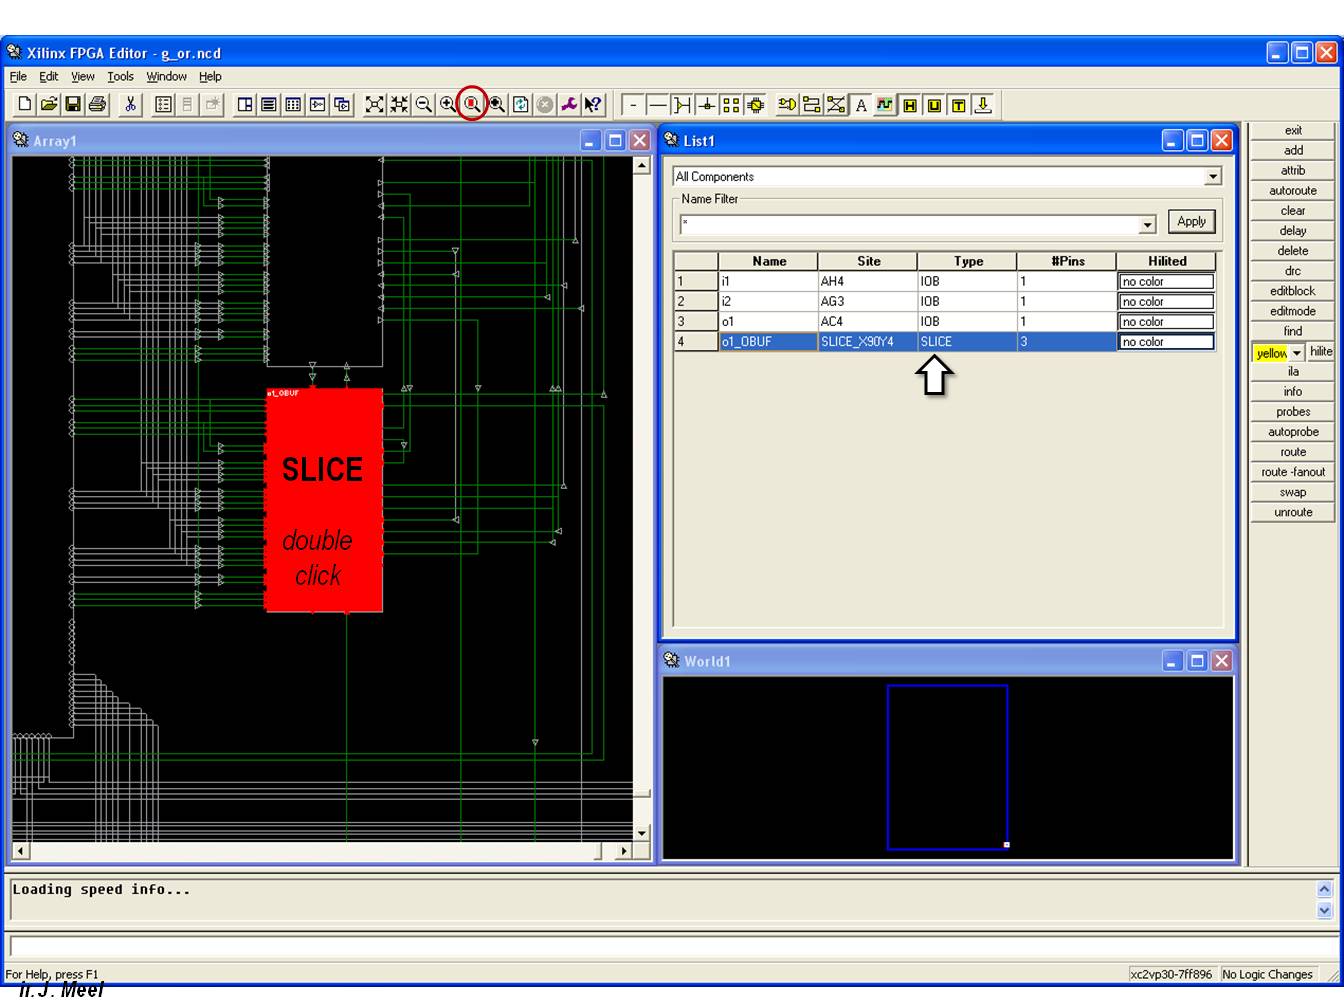 Xilinx FPGA Editor - g_or.ncd
File Edit View Tools Window Help
A H U T
Array1
o1_OBUF
SLICE
double
click
List1
All Components
Name Filter
*
Apply
Name Site Type #Pins Hilited
1 i1 AH4 IOB 1 no color
2 i2 AG3 IOB 1 no color
3 o1 AC4 IOB 1 no color
4 o1_OBUF SLICE_X90Y4 SLICE 3 no color
World1
exit
add
attrib
autoroute
clear
delay
delete
drc
editblock
editmode
find
yellow hilite
ila
info
probes
autoprobe
route
route -fanout
swap
unroute
Loading speed info...
For Help, press F1 xc2vp30-7ff896 No Logic Changes
ir. J. Meel